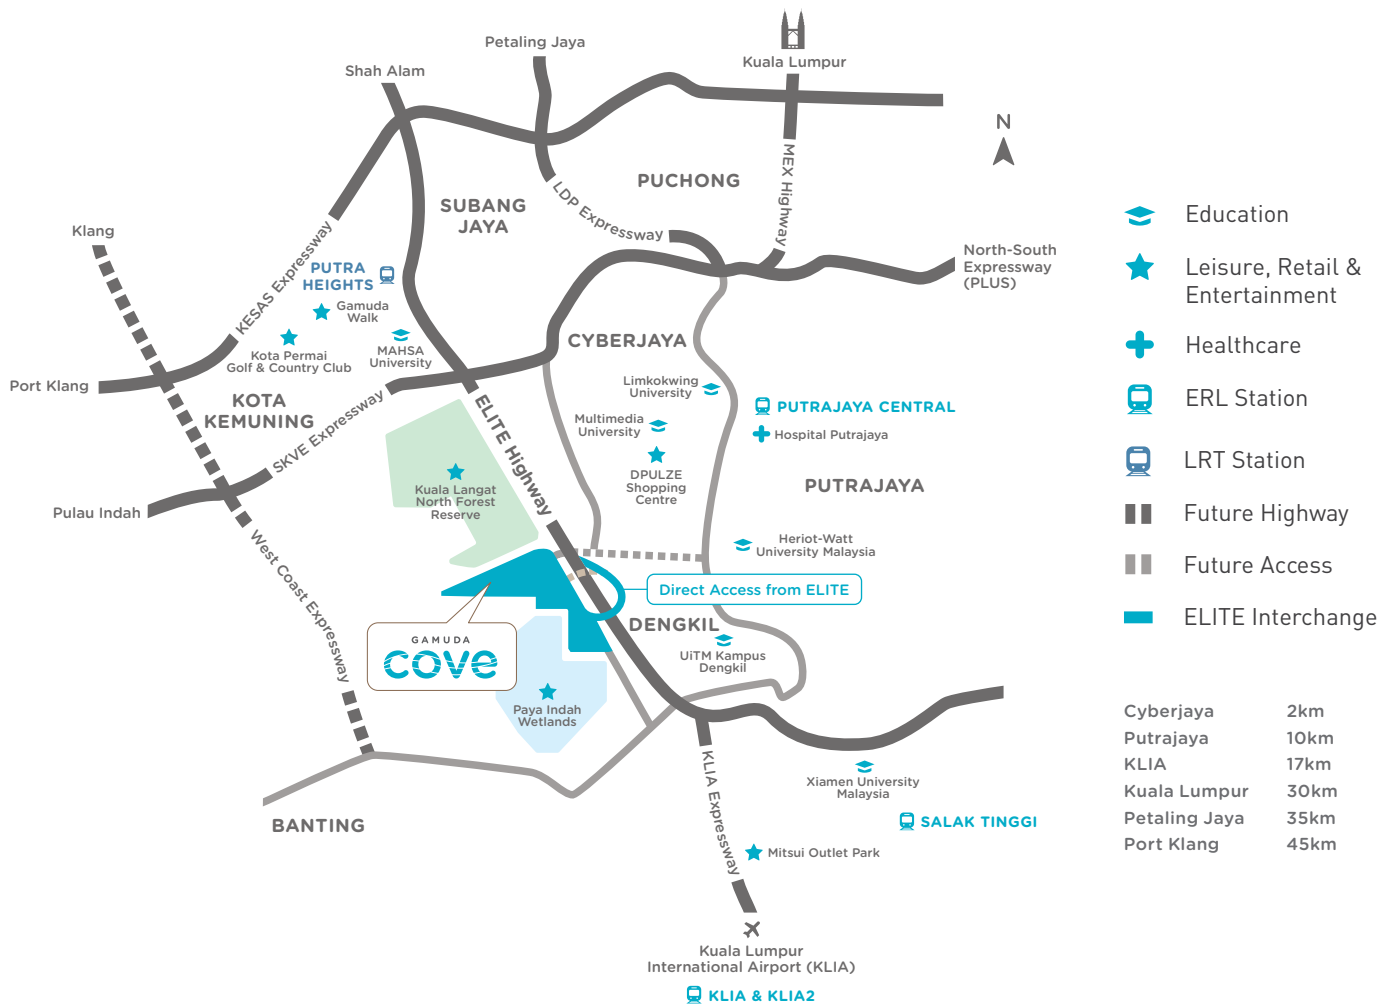 Petaling Jaya
Kuala Lumpur
Shah Alam
N
PUCHONG
MEX Highway
SUBANG
JAYA
LDP Expressway
Klang
North-South
Expressway
(PLUS)
KESAS Expressway
PUTRA
HEIGHTS
Gamuda
Walk
Kota Permai
Golf & Country Club
MAHSA
University
CYBERJAYA
Port Klang
KOTA
KEMUNING
Limkokwing
University
PUTRAJAYA CENTRAL
Multimedia
University
Hospital Putrajaya
SKVE Expressway
ELITE Highway
DPULZE
Shopping
Centre
PUTRAJAYA
Kuala Langat
North Forest
Reserve
Pulau Indah
West Coast Expressway
Heriot-Watt
University Malaysia
Direct Access from ELITE
DENGKIL
GAMUDA
cove
UiTM Kampus
Dengkil
Paya Indah
Wetlands
KLIA Expressway
Xiamen University
Malaysia
BANTING
SALAK TINGGI
Mitsui Outlet Park
Kuala Lumpur
International Airport (KLIA)
KLIA & KLIA2
Education
Leisure, Retail &
Entertainment
Healthcare
ERL Station
LRT Station
Future Highway
Future Access
ELITE Interchange
Cyberjaya 2km
Putrajaya 10km
KLIA 17km
Kuala Lumpur 30km
Petaling Jaya 35km
Port Klang 45km